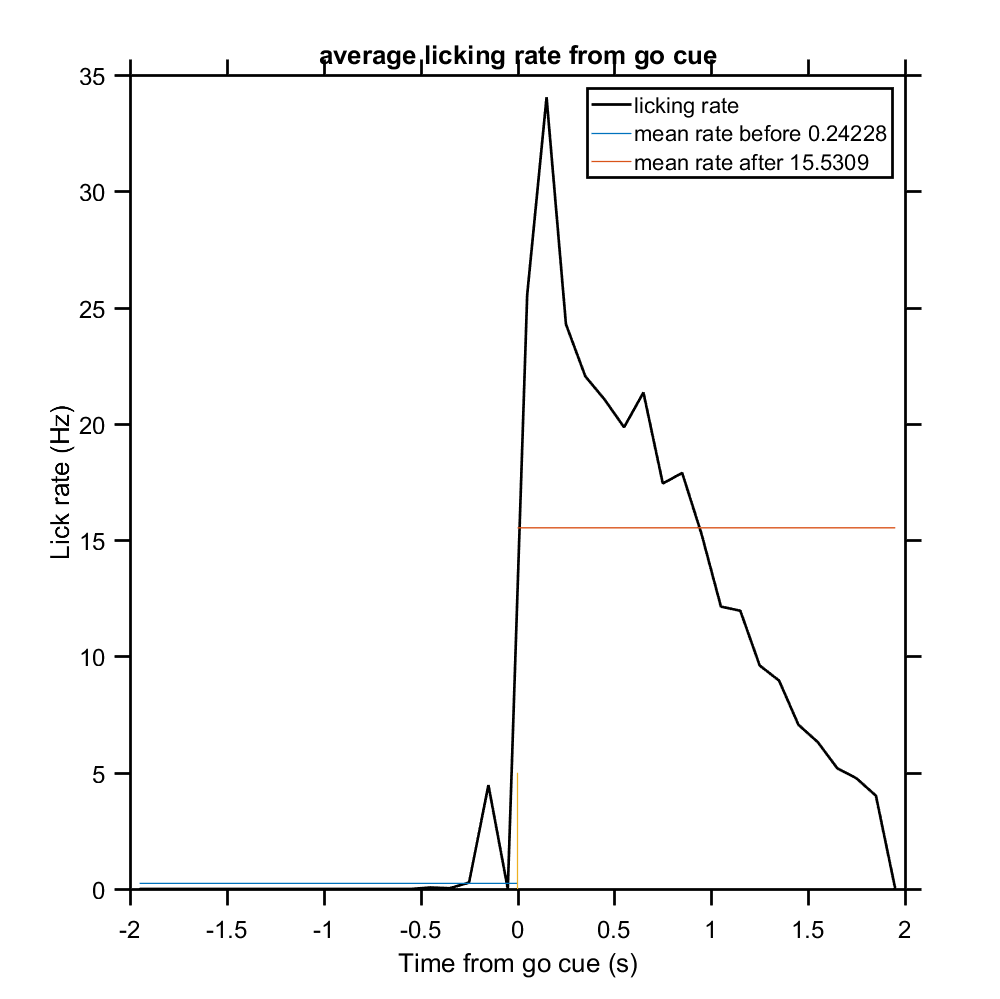 average licking rate from go cue
licking rate
mean rate before 0.24228
mean rate after 15.5309
35
30
25
20
15
10
5
0
Lick rate (Hz)
-2 -1.5 -1 -0.5 0 0.5 1 1.5 2
Time from go cue (s)